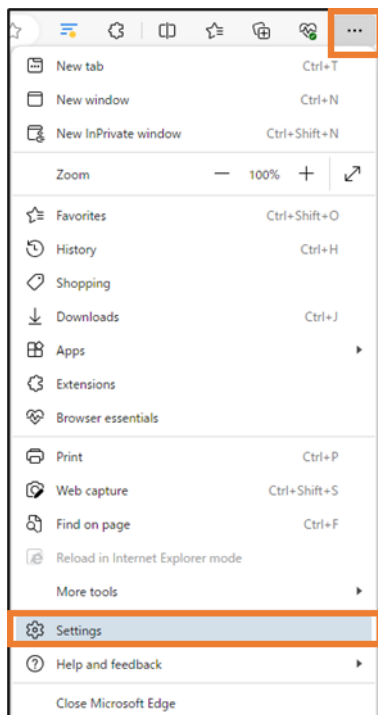 New tab Ctrl+T
New window Ctrl+N
New InPrivate window Ctrl+Shift+N
Zoom 100%
Favorites Ctrl+Shift+O
History Ctrl+H
Shopping
Downloads Ctrl+J
Apps
Extensions
Browser essentials
Print Ctrl+P
Web capture Ctrl+Shift+S
Find on page Ctrl+F
Reload in Internet Explorer mode
More tools
Settings
Help and feedback
Close Microsoft Edge